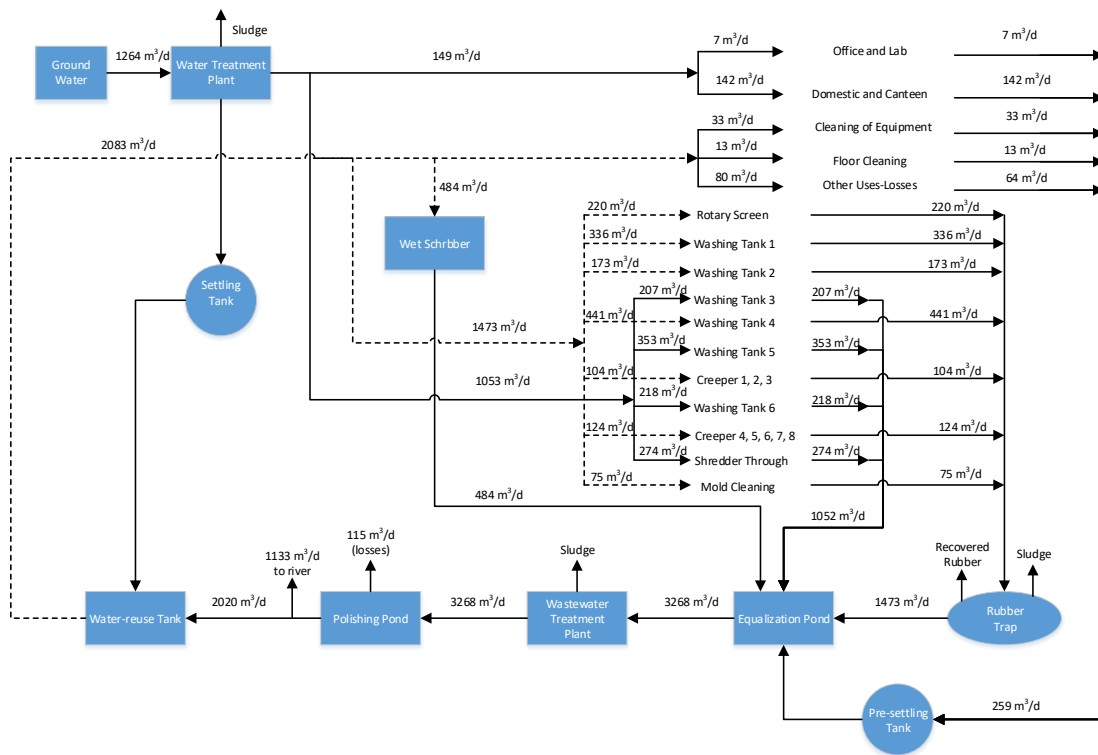 Sludge
1264 m³/d
Ground
Water
Water Treatment
Plant
149 m³/d
7 m³/d
Office and Lab
7 m³/d
142 m³/d
Domestic and Canteen
142 m³/d
33 m³/d
Cleaning of Equipment
33 m³/d
2083 m³/d
13 m³/d
Floor Cleaning
13 m³/d
80 m³/d
Other Uses-Losses
64 m³/d
484 m³/d
Wet Schrbber
220 m³/d
Rotary Screen
220 m³/d
336 m³/d
Washing Tank 1
336 m³/d
173 m³/d
Washing Tank 2
173 m³/d
Settling
Tank
207 m³/d
Washing Tank 3
207 m³/d
441 m³/d
Washing Tank 4
441 m³/d
1473 m³/d
353 m³/d
Washing Tank 5
353 m³/d
104 m³/d
Creeper 1, 2, 3
104 m³/d
1053 m³/d
218 m³/d
Washing Tank 6
218 m³/d
124 m³/d
Creeper 4, 5, 6, 7, 8
124 m³/d
274 m³/d
Shredder Through
274 m³/d
75 m³/d
Mold Cleaning
75 m³/d
484 m³/d
1052 m³/d
1133 m³/d
to river
115 m³/d
(losses)
Sludge
Recovered
Rubber
Sludge
Water-reuse Tank
2020 m³/d
Polishing Pond
3268 m³/d
Wastewater
Treatment
Plant
3268 m³/d
Equalization Pond
1473 m³/d
Rubber
Trap
Pre-settling
Tank
259 m³/d